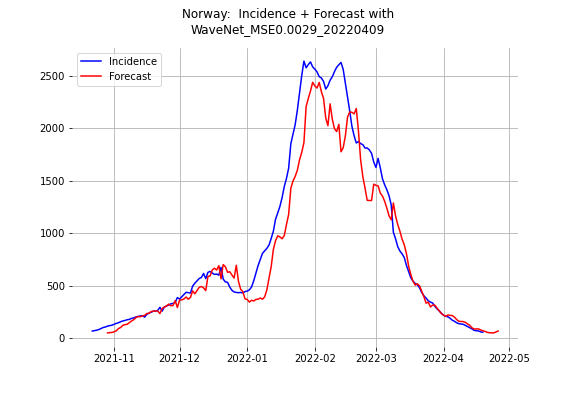 Norway:  Incidence + Forecast with
WaveNet_MSE0.0029_20220409
Incidence
Forecast
2500
2000
1500
1000
500
0
2021-11 2021-12 2022-01 2022-02 2022-03 2022-04 2022-05